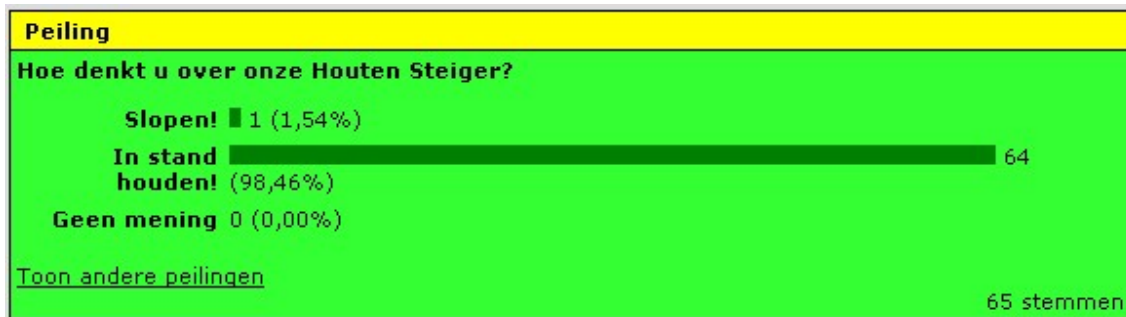 Peiling
Hoe denkt u over onze Houten Steiger?
Slopen! 1 (1,54%)
In stand 64
houden! (98,46%)
Geen mening 0 (0,00%)
Toon andere peilingen
65 stemmen